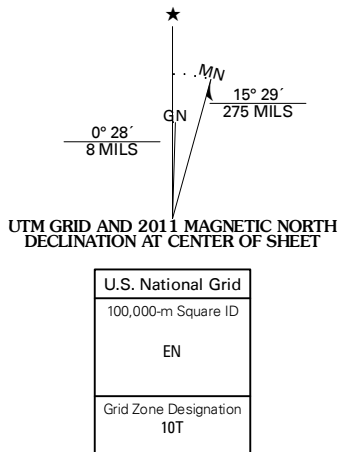 ★
MN
GN
15° 29´
275 MILS
0° 28´
8 MILS
UTM GRID AND 2011 MAGNETIC NORTH
DECLINATION AT CENTER OF SHEET
U.S. National Grid
100,000-m Square ID
EN
Grid Zone Designation
10T